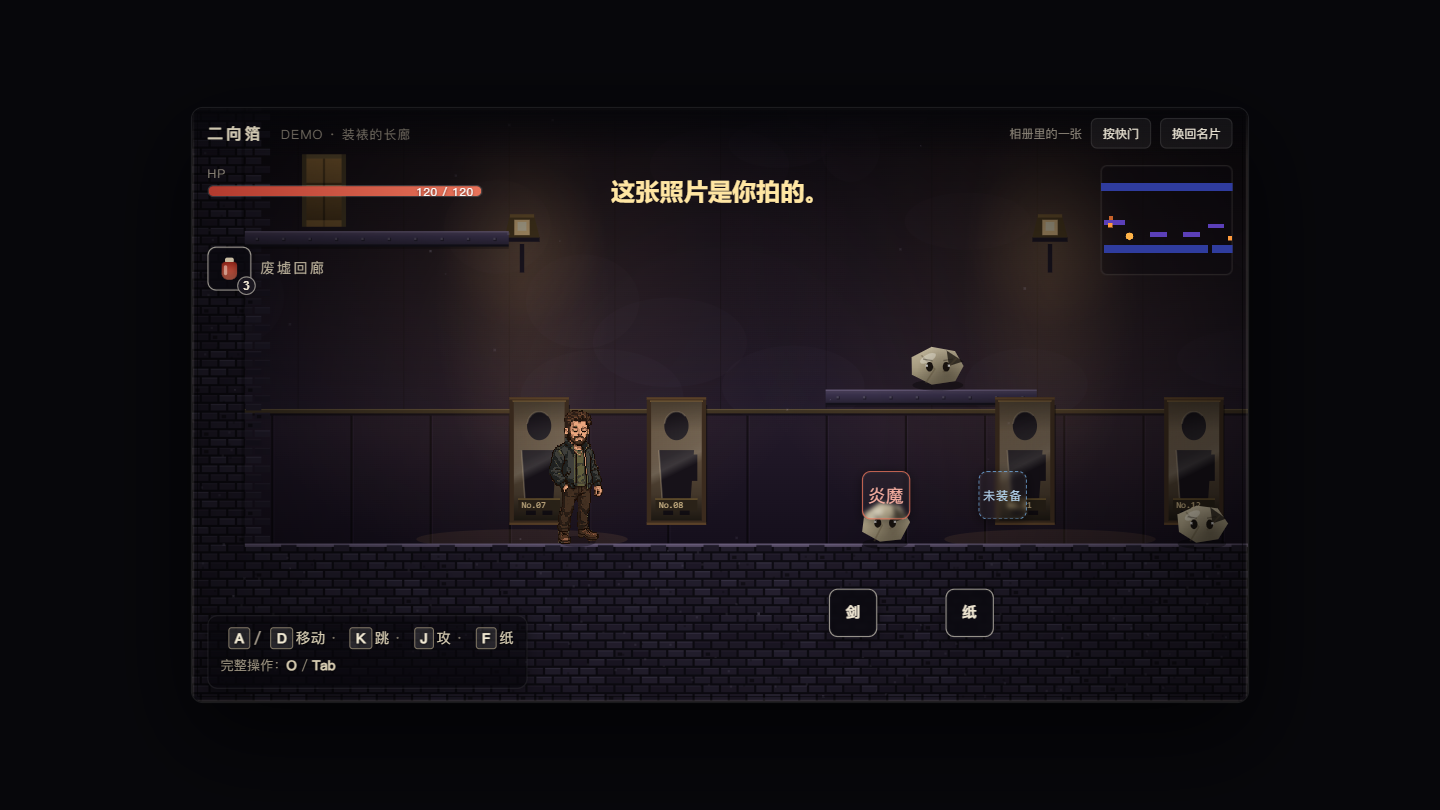 二向箔
DEMO · 装裱的长廊
相册里的一张
按快门
换回名片
HP
120 / 120
这张照片是你拍的。
3
废墟回廊
No.07
No.08
炎魔
未装备
No.12
剑
纸
A / D 移动 · K 跳 · J 攻 · F 纸
完整操作: O / Tab